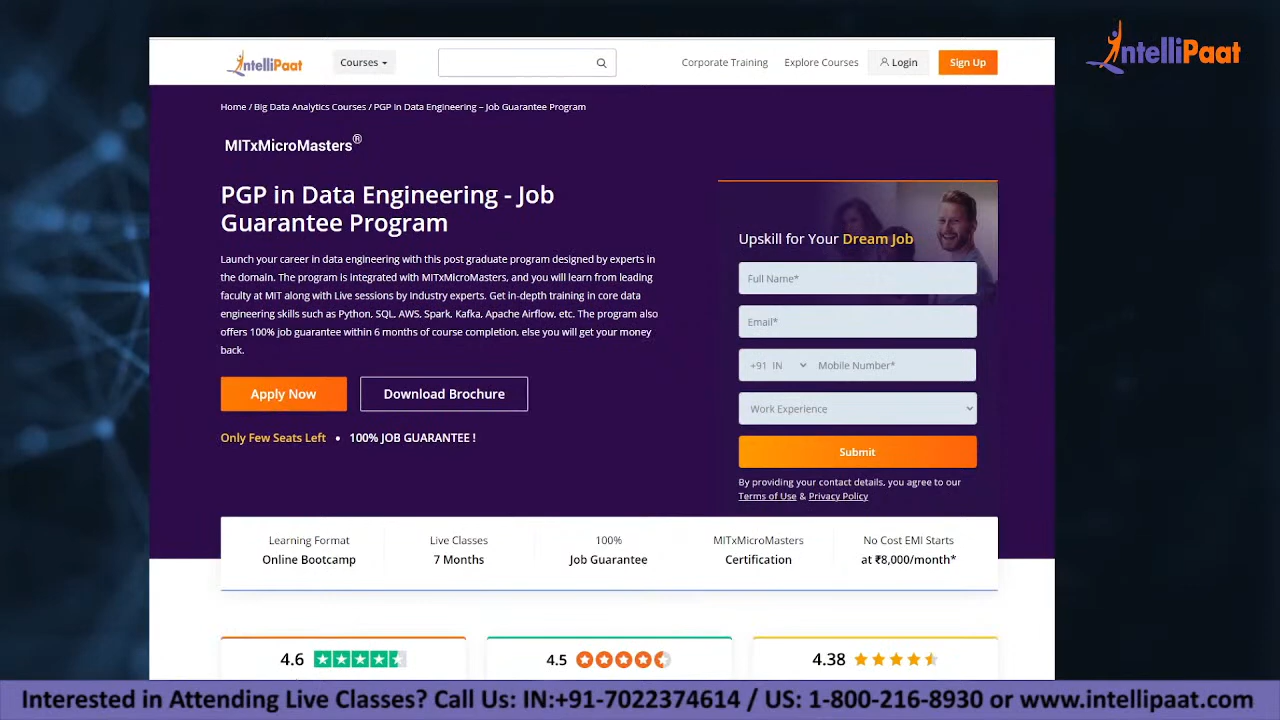 IntelliPaat
IntelliPaat
Courses
Corporate Training
Explore Courses
Login
Sign Up
Home / Big Data Analytics Courses / PGP in Data Engineering – Job Guarantee Program
MITxMicroMasters®
PGP in Data Engineering - Job
Guarantee Program
Launch your career in data engineering with this post graduate program designed by experts in
the domain. The program is integrated with MITxMicroMasters, and you will learn from leading
faculty at MIT along with Live sessions by Industry experts. Get in-depth training in core data
engineering skills such as Python, SQL, AWS, Spark, Kafka, Apache Airflow, etc. The program also
offers 100% job guarantee within 6 months of course completion, else you will get your money
back.
Apply Now
Download Brochure
Only Few Seats Left • 100% JOB GUARANTEE !
Upskill for Your Dream Job
Full Name*
Email*
+91 IN Mobile Number*
Work Experience
Submit
By providing your contact details, you agree to our
Terms of Use & Privacy Policy
Learning Format
Online Bootcamp
Live Classes
7 Months
100%
Job Guarantee
MITxMicroMasters
Certification
No Cost EMI Starts
at ₹8,000/month*
4.6
4.5
4.38
Interested in Attending Live Classes? Call Us: IN:+91-7022374614 / US: 1-800-216-8930 or www.intellipaat.com